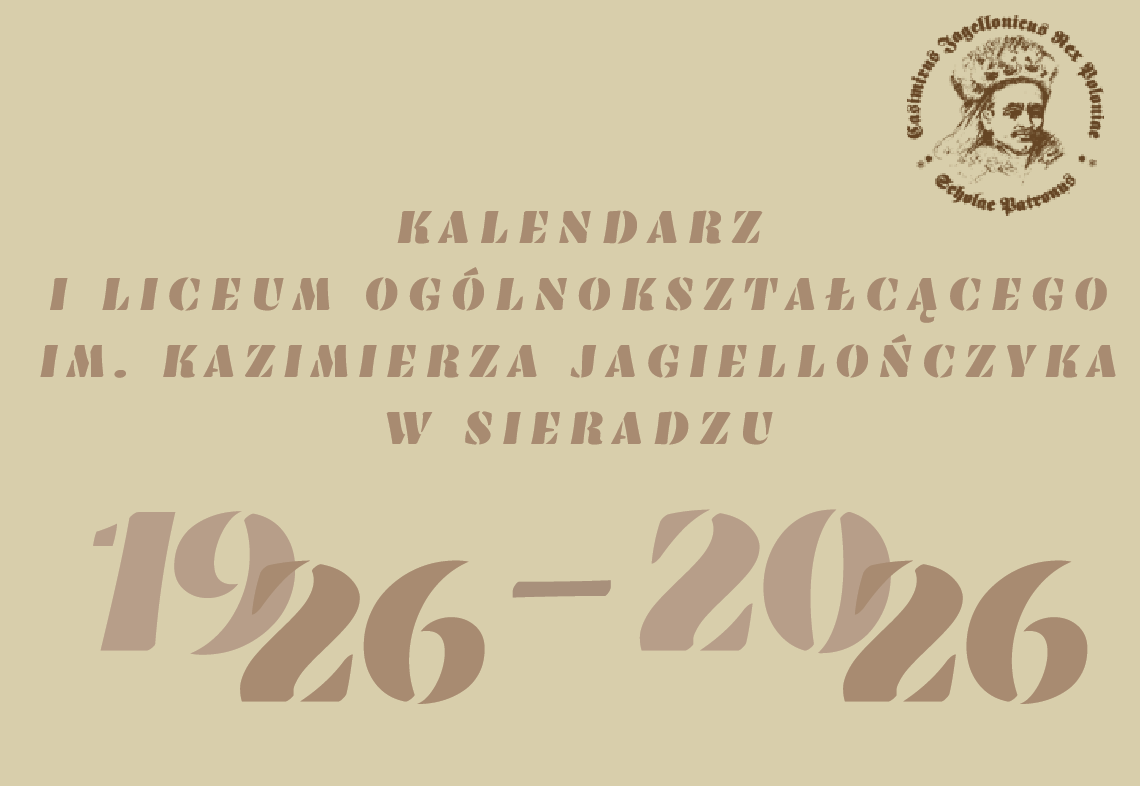 Casimirus Jagellonicus Rex Poloniae
Scholae Patronus
KALENDARZ
I LICEUM OGÓLNOKSZTAŁCĄCEGO
IM. KAZIMIERZA JAGIELLOŃCZYKA
W SIERADZU
1926 – 2026